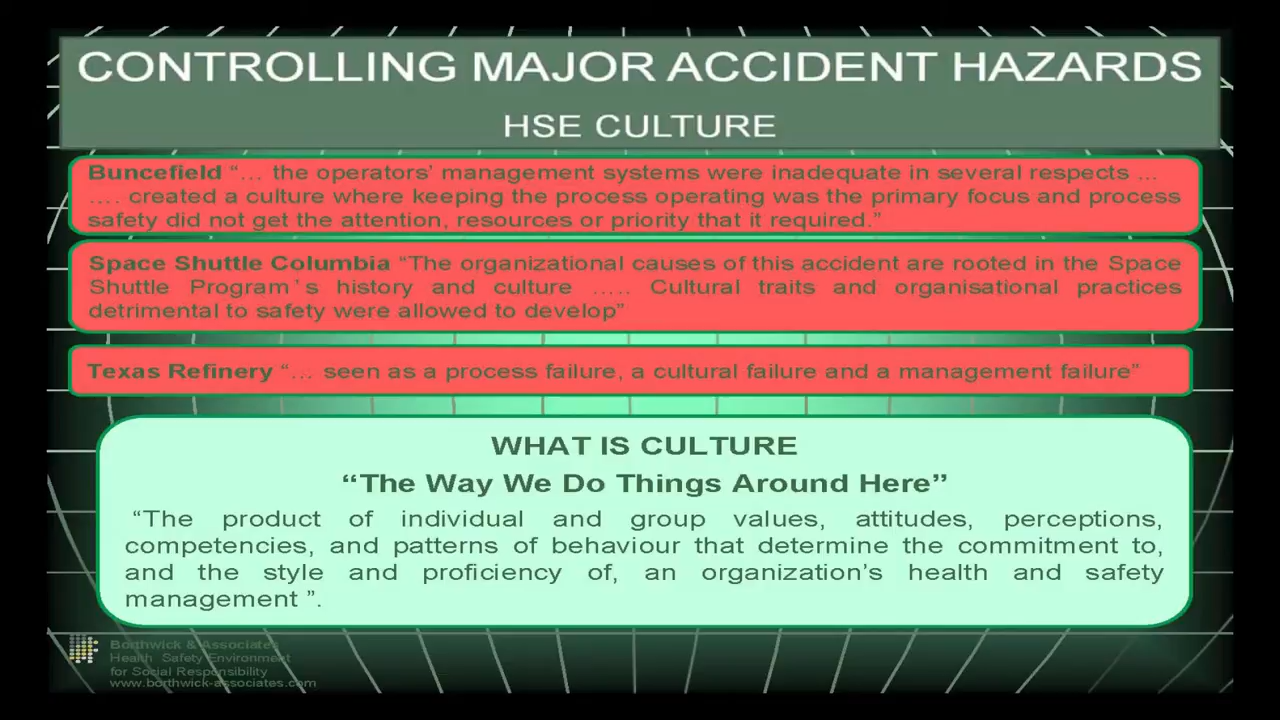 CONTROLLING MAJOR ACCIDENT HAZARDS
HSE CULTURE
Buncefield “... the operators’ management systems were inadequate in several respects ...
.... created a culture where keeping the process operating was the primary focus and process
safety did not get the attention, resources or priority that it required.”
Space Shuttle Columbia “The organizational causes of this accident are rooted in the Space
Shuttle Program's history and culture ..... Cultural traits and organisational practices
detrimental to safety were allowed to develop”
Texas Refinery “... seen as a process failure, a cultural failure and a management failure”
WHAT IS CULTURE
“The Way We Do Things Around Here”
“The product of individual and group values, attitudes, perceptions,
competencies, and patterns of behaviour that determine the commitment to,
and the style and proficiency of, an organization’s health and safety
management ”.
Borthwick & Associates
Health Safety Environment
for Social Responsibility
www.borthwick-associates.com